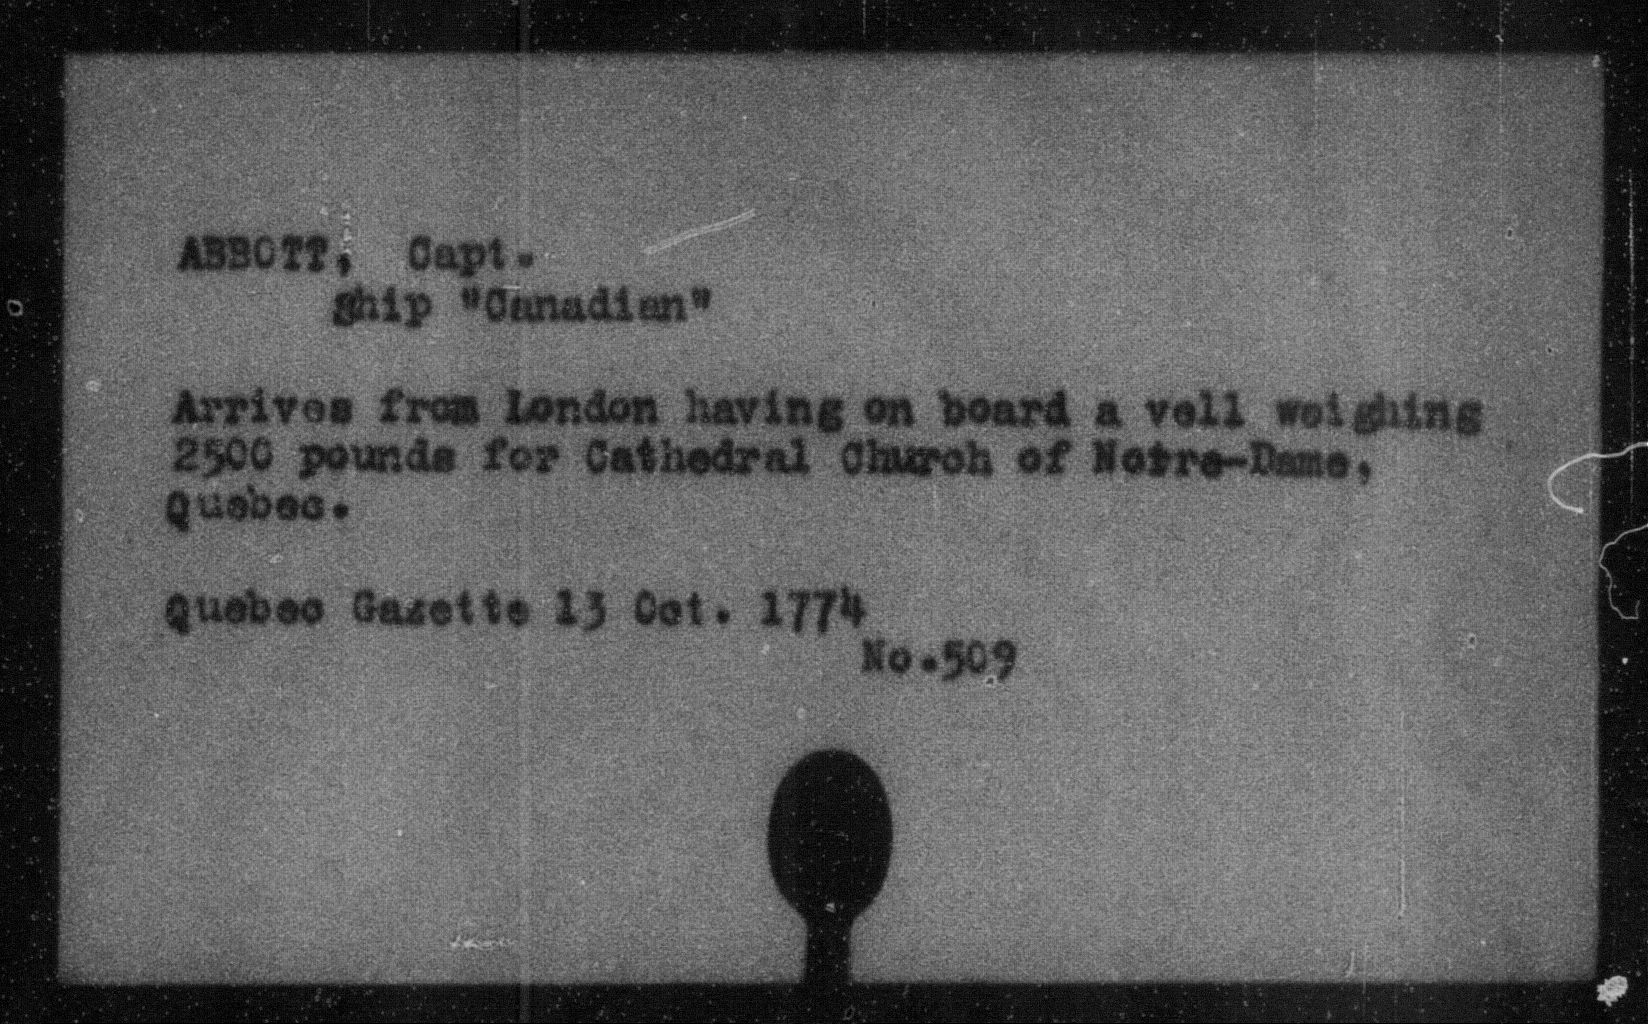 ABBOTT, Capt.
ship "Canadian"
Arrives from London having on board a vell weighing
2500 pounds for Cathedral Church of Notre-Dame,
Quebec.
Quebec Gazette 13 Oct. 1774
No.509